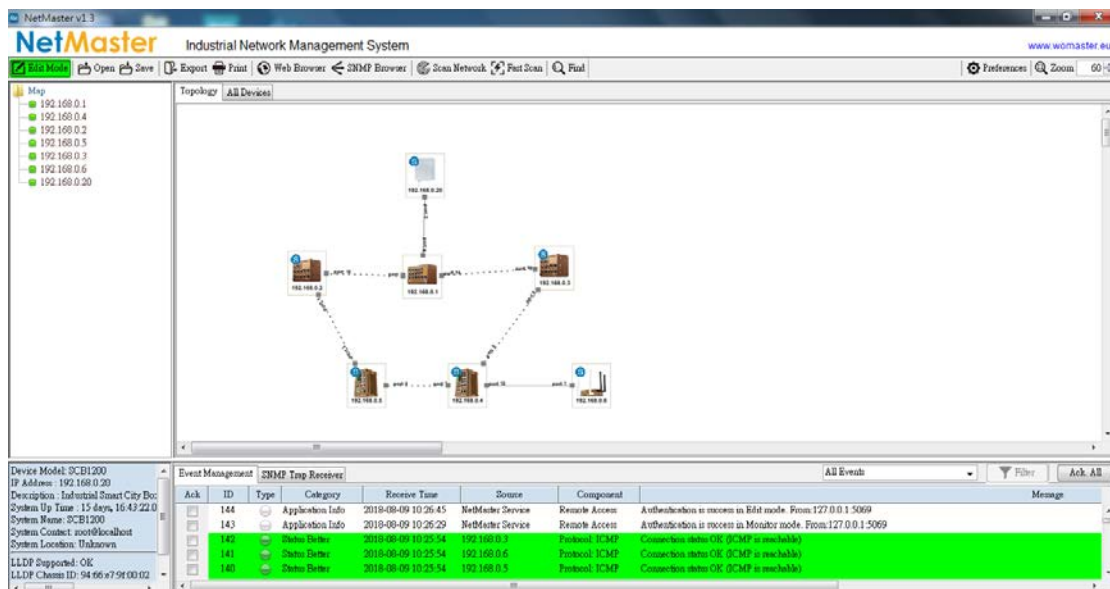 NetMaster v1.3
NetMaster Industrial Network Management System www.womaster.eu
Edit Mode Open Save Export Print Web Browser SNMP Browser Scan Network Fast Scan Find Preferences Zoom 60
Map
192.168.0.1
192.168.0.4
192.168.0.2
192.168.0.5
192.168.0.3
192.168.0.6
192.168.0.20
Topology All Devices
192.168.0.20
192.168.0.2
192.168.0.1
192.168.0.3
192.168.0.5
192.168.0.4
192.168.0.6
Device Model: SCB1200
IP Address : 192.168.0.20
Description : Industrial Smart City Box
System Up Time : 15 days, 16:43:22.0
System Name: SCB1200
System Contact: root@localhost
System Location: Unknown
LLDP Supported: OK
LLDP Chassis ID: 94:66:e7:9f:00:02
Event Management SNMP Trap Receiver All Events Filter Ack. All
Ack ID Type Category Receive Time Source Component Message
144 Application Info 2018-08-09 10:26:45 NetMaster Service Remote Access Authentication is success in Edit mode. From:127.0.0.1:5069
143 Application Info 2018-08-09 10:26:29 NetMaster Service Remote Access Authentication is success in Monitor mode. From:127.0.0.1:5069
142 Status Better 2018-08-09 10:25:54 192.168.0.3 Protocol: ICMP Connection status OK (ICMP is reachable)
141 Status Better 2018-08-09 10:25:54 192.168.0.6 Protocol: ICMP Connection status OK (ICMP is reachable)
140 Status Better 2018-08-09 10:25:54 192.168.0.5 Protocol: ICMP Connection status OK (ICMP is reachable)